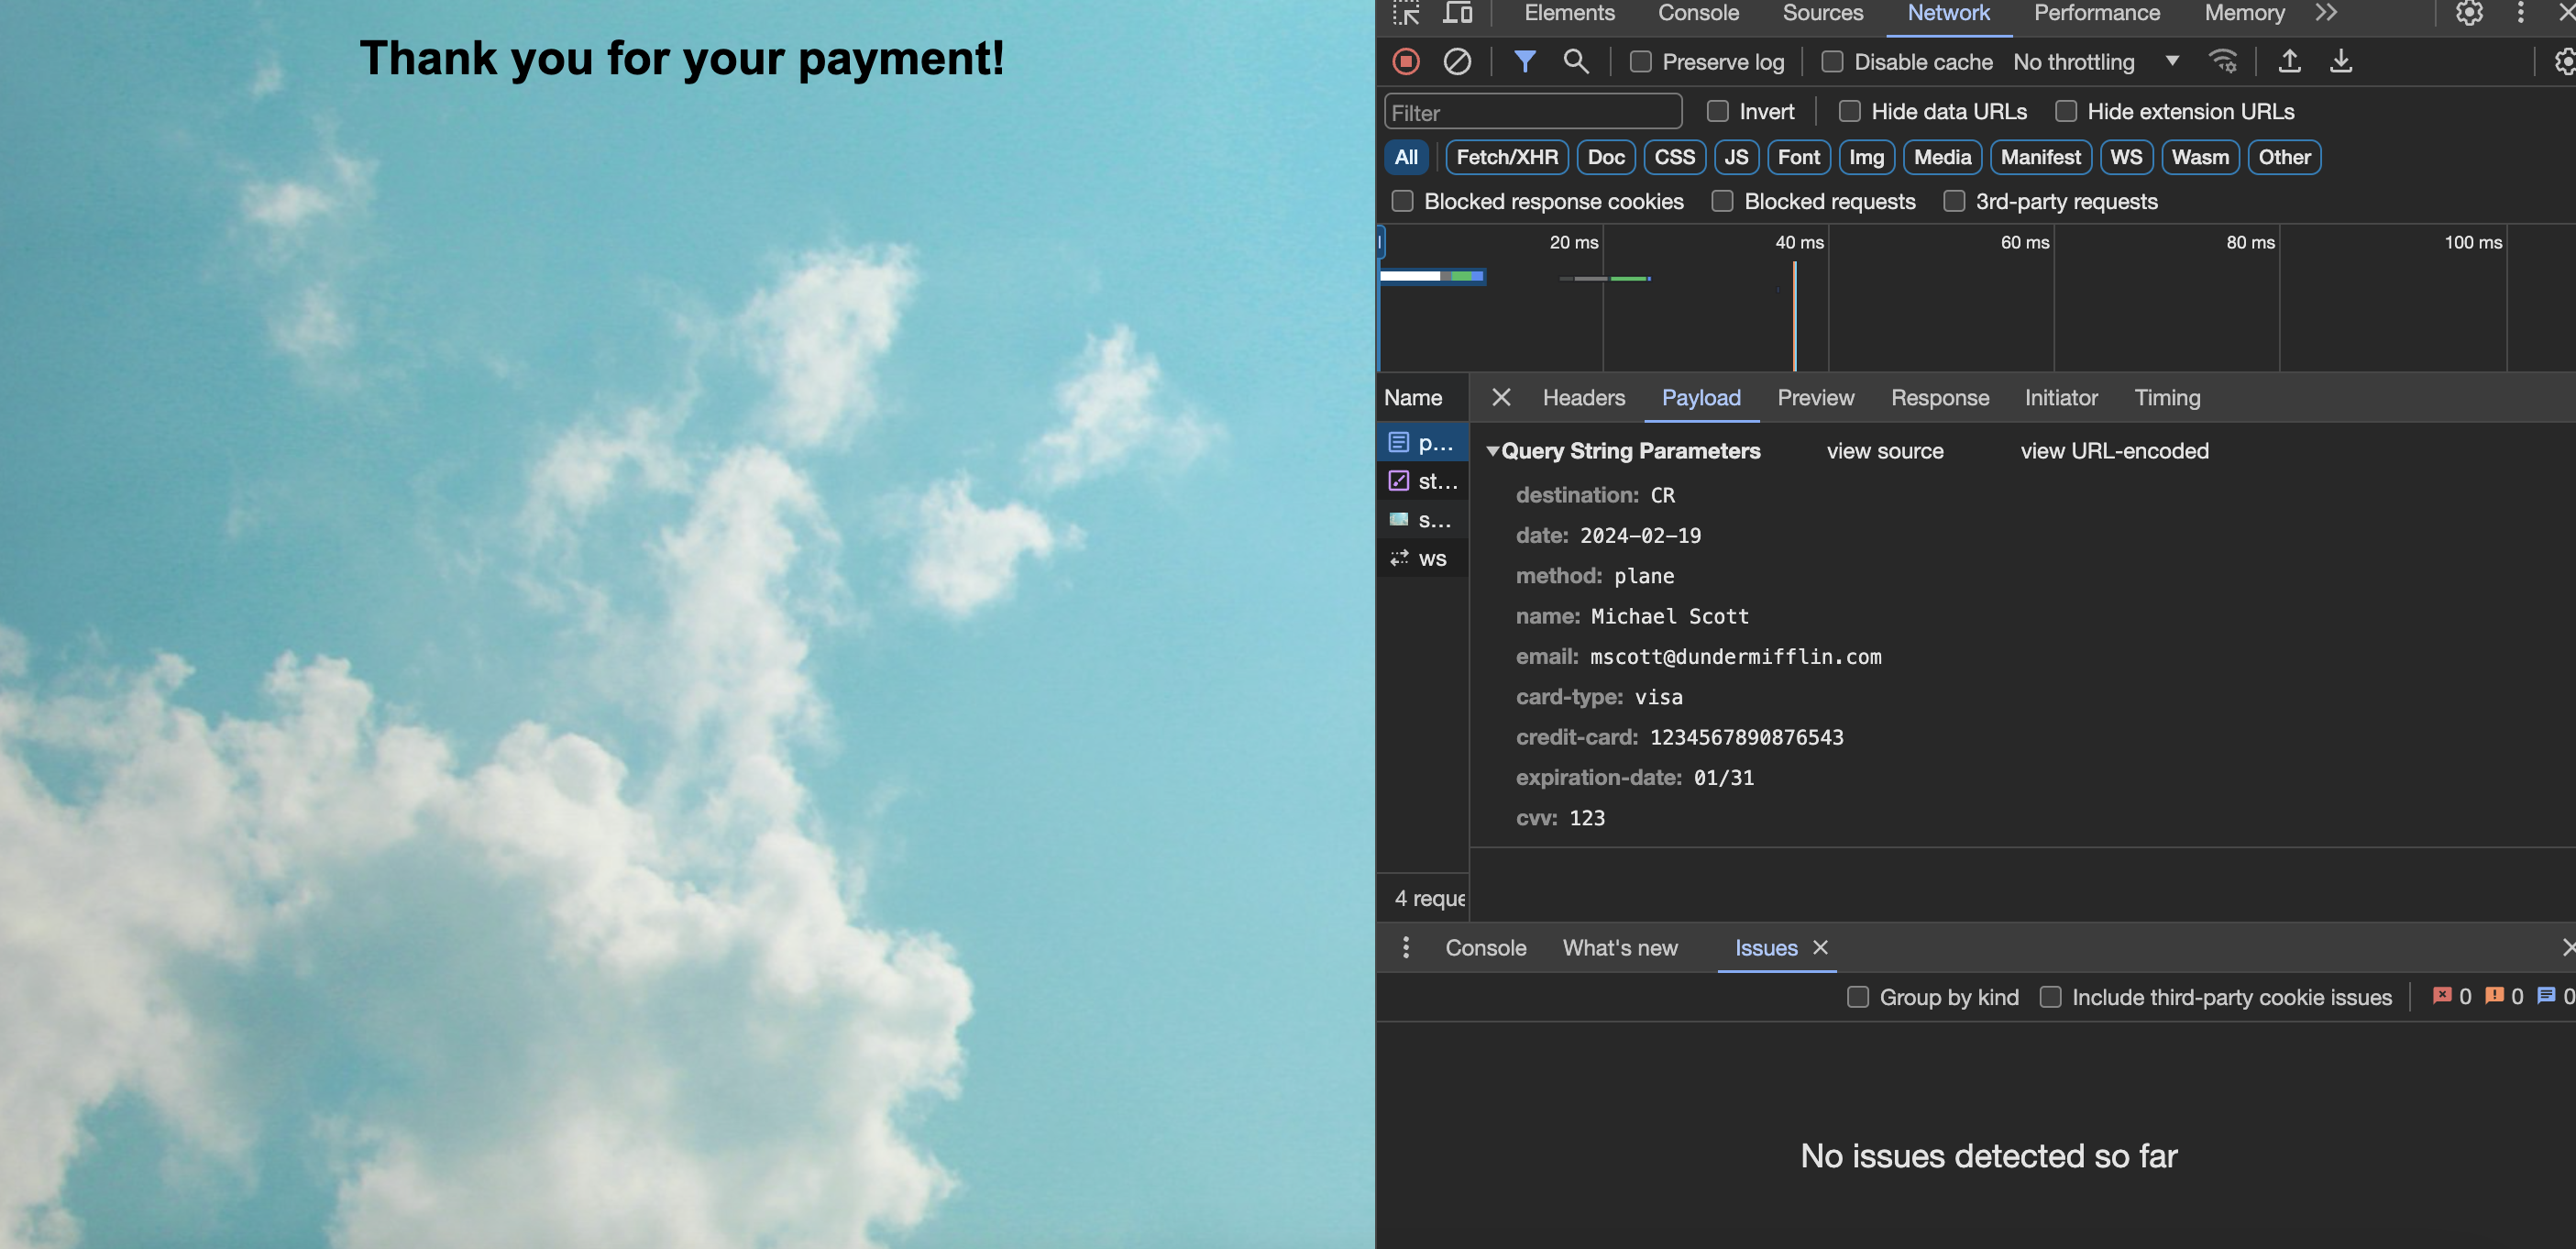 Thank you for your payment!
Elements Console Sources Network Performance Memory
Preserve log Disable cache No throttling
Filter Invert Hide data URLs Hide extension URLs
All Fetch/XHR Doc CSS JS Font Img Media Manifest WS Wasm Other
Blocked response cookies Blocked requests 3rd-party requests
20 ms 40 ms 60 ms 80 ms 100 ms
Name Headers Payload Preview Response Initiator Timing
p...
st...
s...
ws
Query String Parameters view source view URL-encoded
destination: CR
date: 2024-02-19
method: plane
name: Michael Scott
email: mscott@dundermifflin.com
card-type: visa
credit-card: 1234567890876543
expiration-date: 01/31
cvv: 123
4 reque
Console What's new Issues
Group by kind Include third-party cookie issues 0 0 0
No issues detected so far